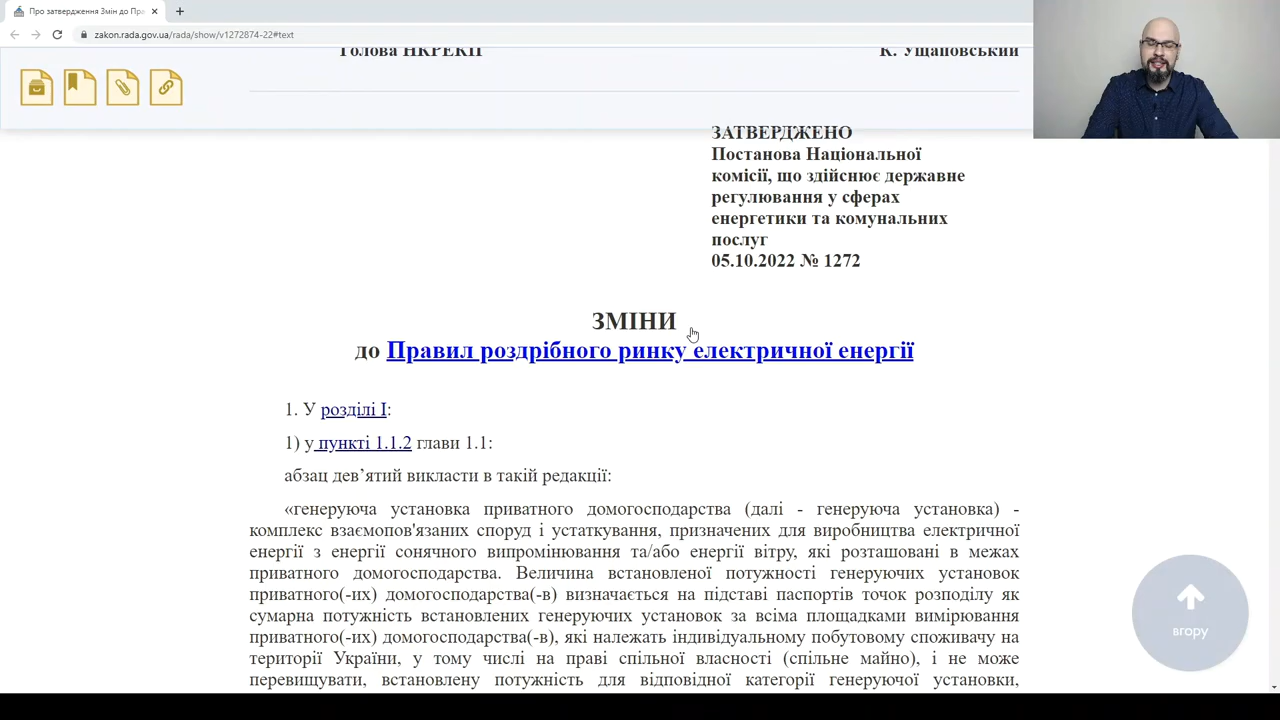 Про затвердження Змін до Пра
zakon.rada.gov.ua/rada/show/v1272874-22#text
Голова НКРЕКП К. Ущаповський
ЗАТВЕРДЖЕНО
Постанова Національної
комісії, що здійснює державне
регулювання у сферах
енергетики та комунальних
послуг
05.10.2022 № 1272
ЗМІНИ
до Правил роздрібного ринку електричної енергії
1. У розділі I:
1) у пункті 1.1.2 глави 1.1:
абзац дев’ятий викласти в такій редакції:
«генеруюча установка приватного домогосподарства (далі - генеруюча установка) -
комплекс взаємопов'язаних споруд і устаткування, призначених для виробництва електричної
енергії з енергії сонячного випромінювання та/або енергії вітру, які розташовані в межах
приватного домогосподарства. Величина встановленої потужності генеруючих установок
приватного(-их) домогосподарства(-в) визначається на підставі паспортів точок розподілу як
сумарна потужність встановлених генеруючих установок за всіма площадками вимірювання
приватного(-их) домогосподарства(-в), які належать індивідуальному побутовому споживачу на
території України, у тому числі на праві спільної власності (спільне майно), і не може
перевищувати, встановлену потужність для відповідної категорії генеруючої установки,
вгору